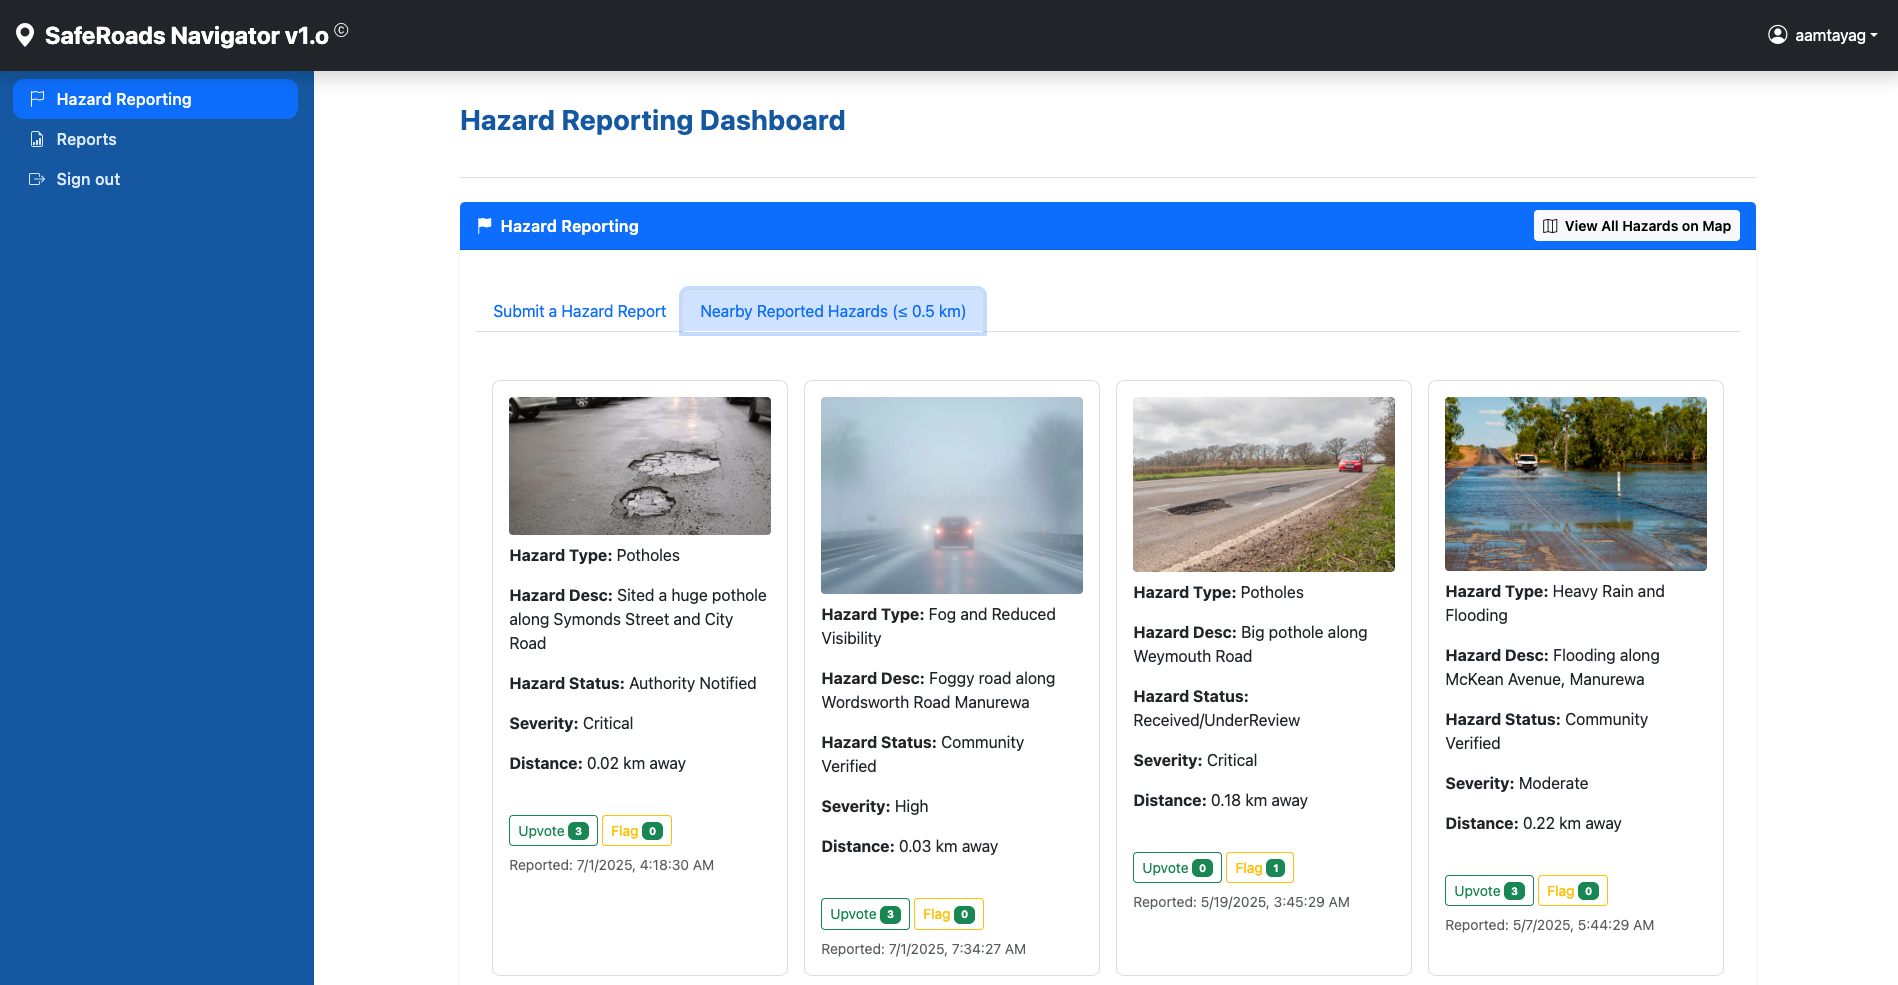 SafeRoads Navigator v1.o ©
aamtayag
Hazard Reporting
Reports
Sign out
Hazard Reporting Dashboard
Hazard Reporting
View All Hazards on Map
Submit a Hazard Report
Nearby Reported Hazards (≤ 0.5 km)
Hazard Type: Potholes
Hazard Desc: Sited a huge pothole
along Symonds Street and City
Road
Hazard Status: Authority Notified
Severity: Critical
Distance: 0.02 km away
Upvote 3
Flag 0
Reported: 7/1/2025, 4:18:30 AM
Hazard Type: Fog and Reduced
Visibility
Hazard Desc: Foggy road along
Wordsworth Road Manurewa
Hazard Status: Community
Verified
Severity: High
Distance: 0.03 km away
Upvote 3
Flag 0
Reported: 7/1/2025, 7:34:27 AM
Hazard Type: Potholes
Hazard Desc: Big pothole along
Weymouth Road
Hazard Status:
Received/UnderReview
Severity: Critical
Distance: 0.18 km away
Upvote 0
Flag 1
Reported: 5/19/2025, 3:45:29 AM
Hazard Type: Heavy Rain and
Flooding
Hazard Desc: Flooding along
McKean Avenue, Manurewa
Hazard Status: Community
Verified
Severity: Moderate
Distance: 0.22 km away
Upvote 3
Flag 0
Reported: 5/7/2025, 5:44:29 AM